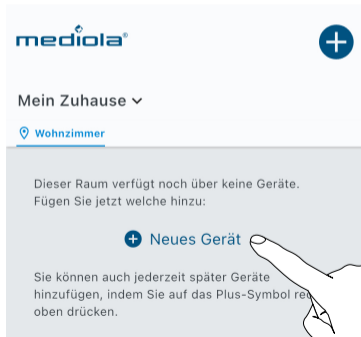 mediola®
Mein Zuhause
Wohnzimmer
Dieser Raum verfügt noch über keine Geräte.
Fügen Sie jetzt welche hinzu:
Neues Gerät
Sie können auch jederzeit später Geräte
hinzufügen, indem Sie auf das Plus-Symbol
oben drücken.